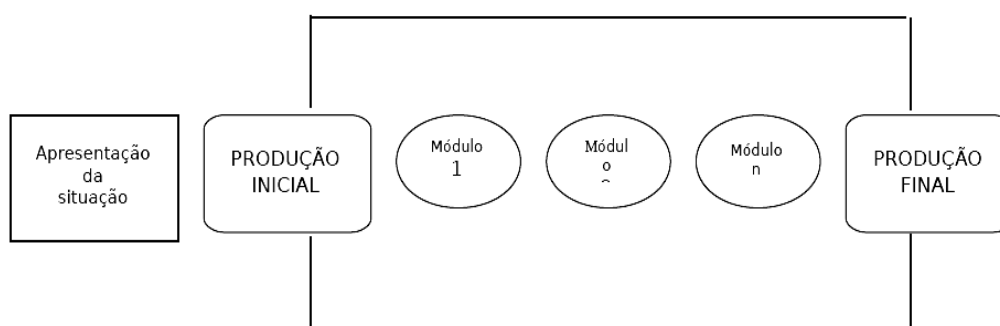 Apresentação
da
situação
PRODUÇÃO
INICIAL
Módulo
1
Módul
o
Módulo
n
PRODUÇÃO
FINAL